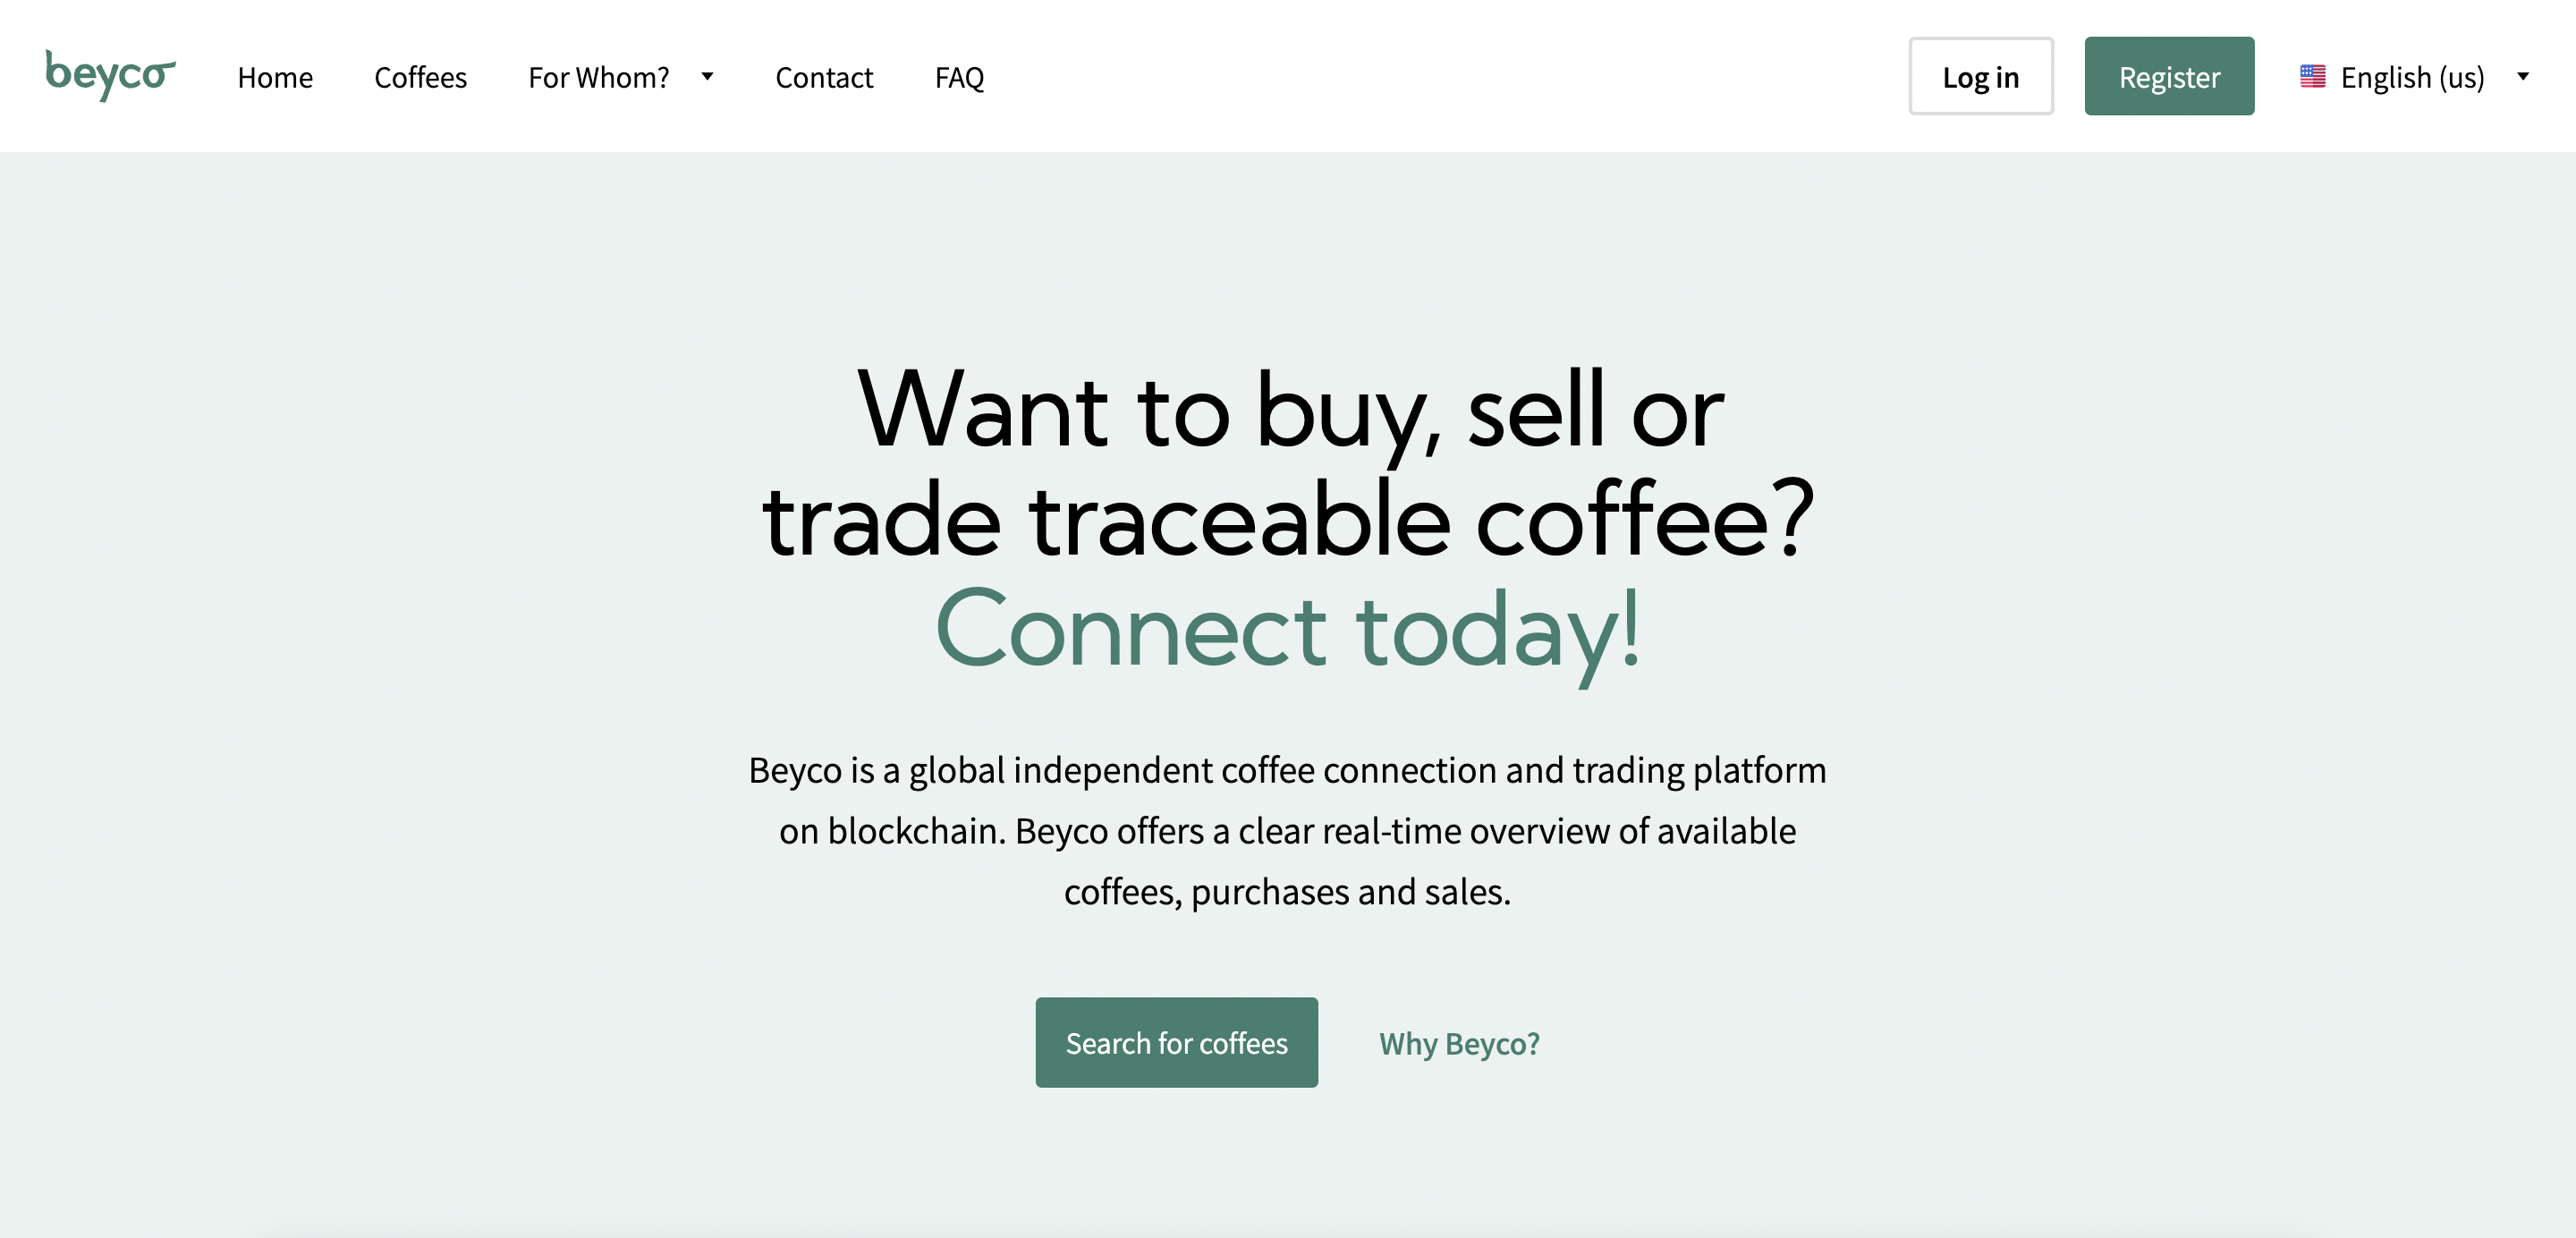 beyco
Home
Coffees
For Whom?
Contact
FAQ
Log in
Register
English (us)
Want to buy, sell or
trade traceable coffee?
Connect today!
Beyco is a global independent coffee connection and trading platform
on blockchain. Beyco offers a clear real-time overview of available
coffees, purchases and sales.
Search for coffees
Why Beyco?